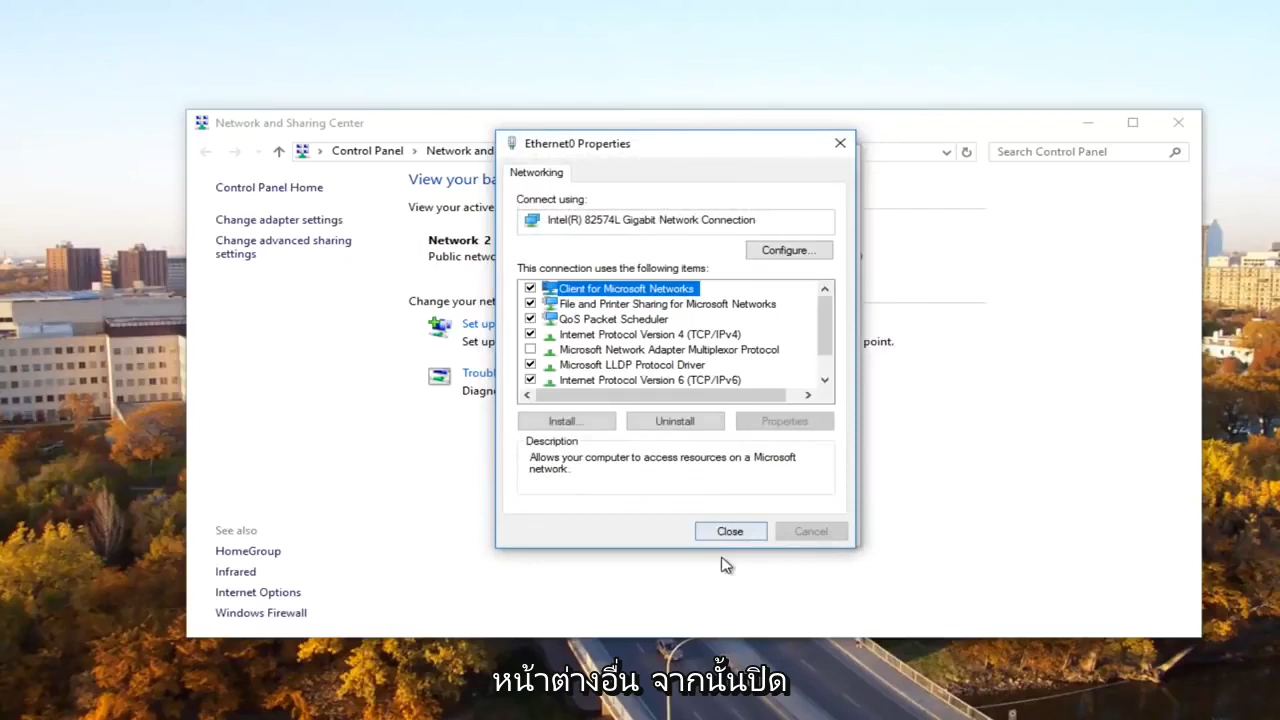 Network and Sharing Center
Control Panel
Network and
Search Control Panel
Control Panel Home
Change adapter settings
Change advanced sharing
settings
See also
HomeGroup
Infrared
Internet Options
Windows Firewall
View your ba
View your active
Network 2
Public netwo
Change your net
Set up
Set up
point.
Troubl
Diagno
Ethernet0 Properties
Networking
Connect using:
Intel(R) 82574L Gigabit Network Connection
Configure...
This connection uses the following items:
Client for Microsoft Networks
File and Printer Sharing for Microsoft Networks
QoS Packet Scheduler
Internet Protocol Version 4 (TCP/IPv4)
Microsoft Network Adapter Multiplexor Protocol
Microsoft LLDP Protocol Driver
Internet Protocol Version 6 (TCP/IPv6)
Install...
Uninstall
Properties
Description
Allows your computer to access resources on a Microsoft
network.
Close
Cancel
หน้าต่างอื่น จากนั้นปิด